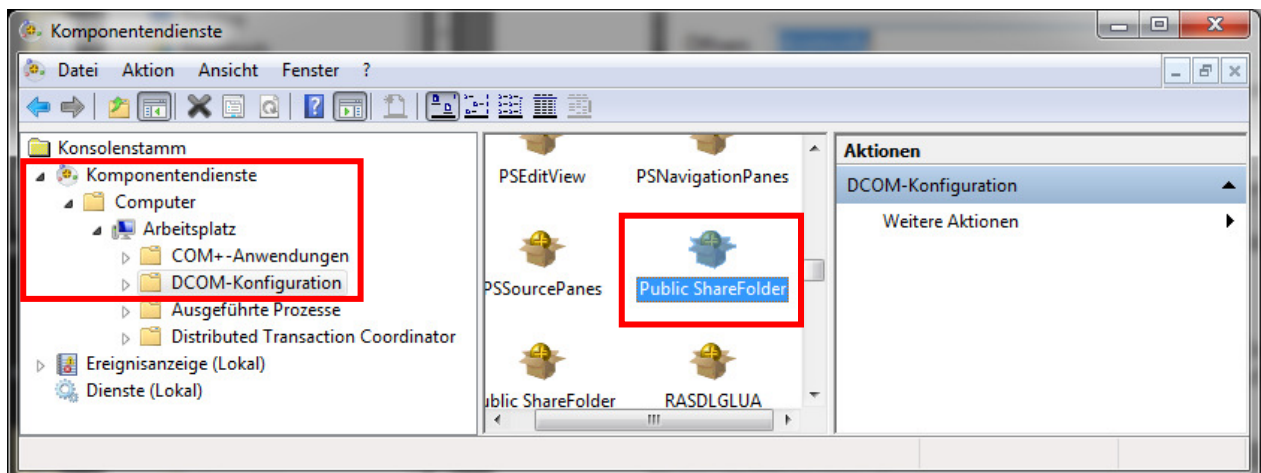 Komponentendienste
Datei Aktion Ansicht Fenster ?
Konsolenstamm
Komponentendienste
Computer
Arbeitsplatz
COM+-Anwendungen
DCOM-Konfiguration
Ausgeführte Prozesse
Distributed Transaction Coordinator
Ereignisanzeige (Lokal)
Dienste (Lokal)
PSEditView PSNavigationPanes
PSSourcePanes Public ShareFolder
ublic ShareFolder RASDLGLUA
Aktionen
DCOM-Konfiguration
Weitere Aktionen